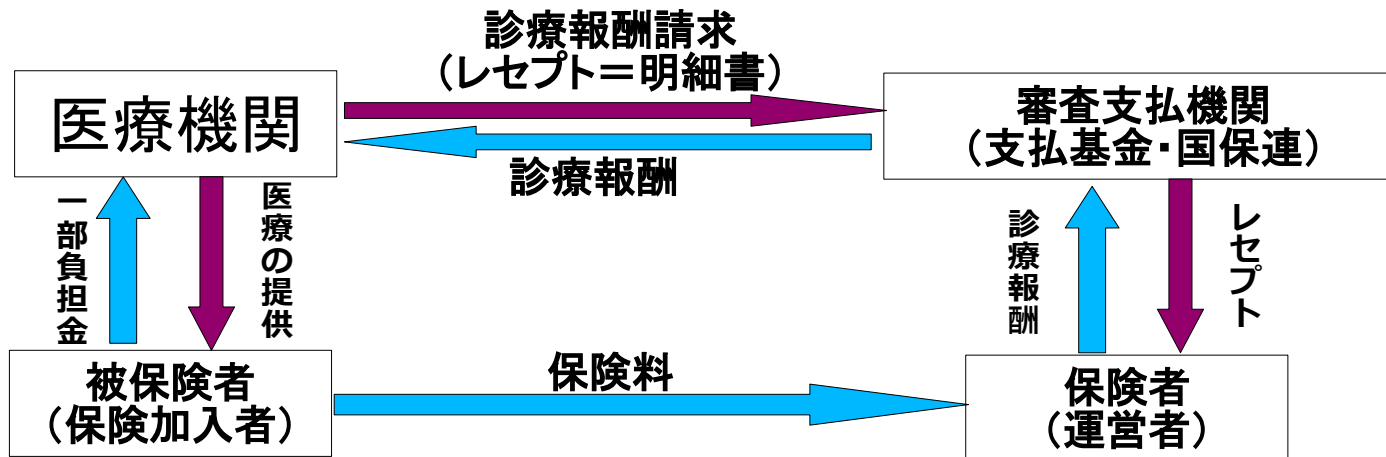 診療報酬請求
（レセプト＝明細書）
医療機関
審査支払機関
（支払基金・国保連）
診療報酬
一部負担金
医療の提供
診療報酬
レセプト
被保険者
（保険加入者）
保険料
保険者
（運営者）